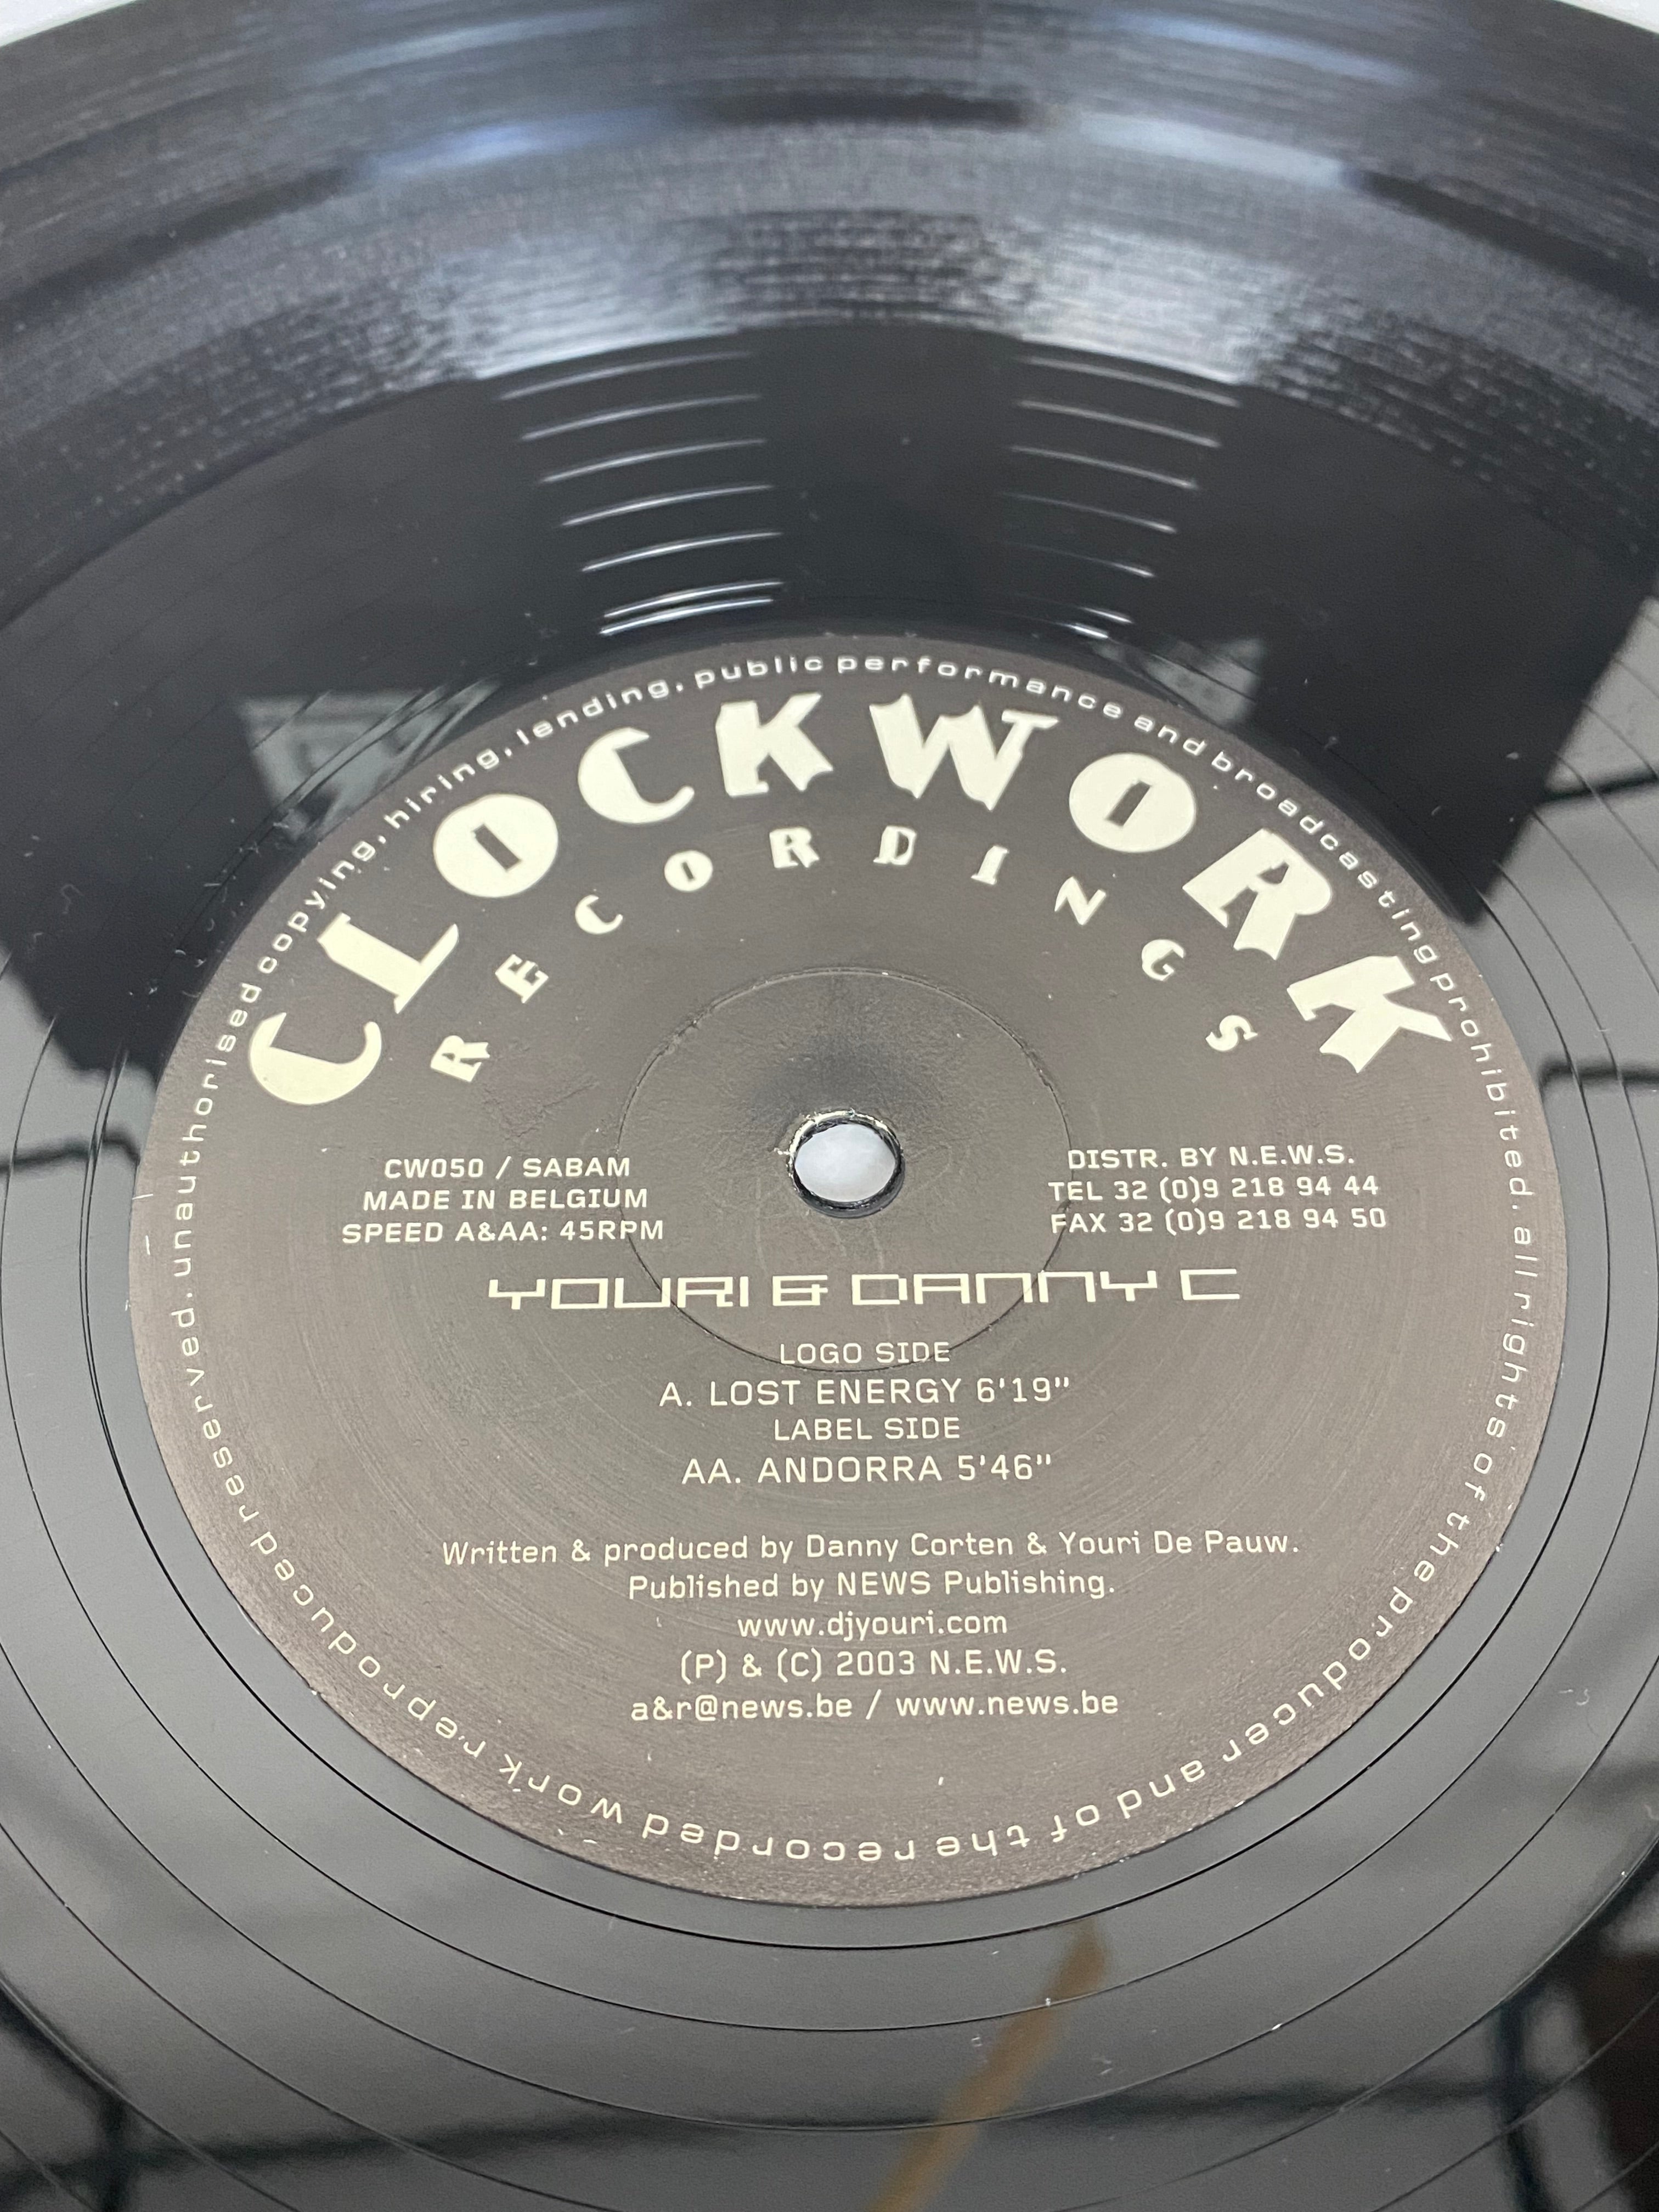 unauthorised copying, hiring, lending, public performance and broadcasting prohibited. all rights of the producer and of the recorded work reproduced reserved.
CLOCKWORK
RECORDINGS
CW050 / SABAM
MADE IN BELGIUM
SPEED A&AA: 45RPM
DISTR. BY N.E.W.S.
TEL 32 (0)9 218 94 44
FAX 32 (0)9 218 94 50
YOURI & DANNY C
LOGO SIDE
A. LOST ENERGY 6'19"
LABEL SIDE
AA. ANDORRA 5'46"
Written & produced by Danny Corten & Youri De Pauw.
Published by NEWS Publishing.
www.djyouri.com
(P) & (C) 2003 N.E.W.S.
a&r@news.be / www.news.be